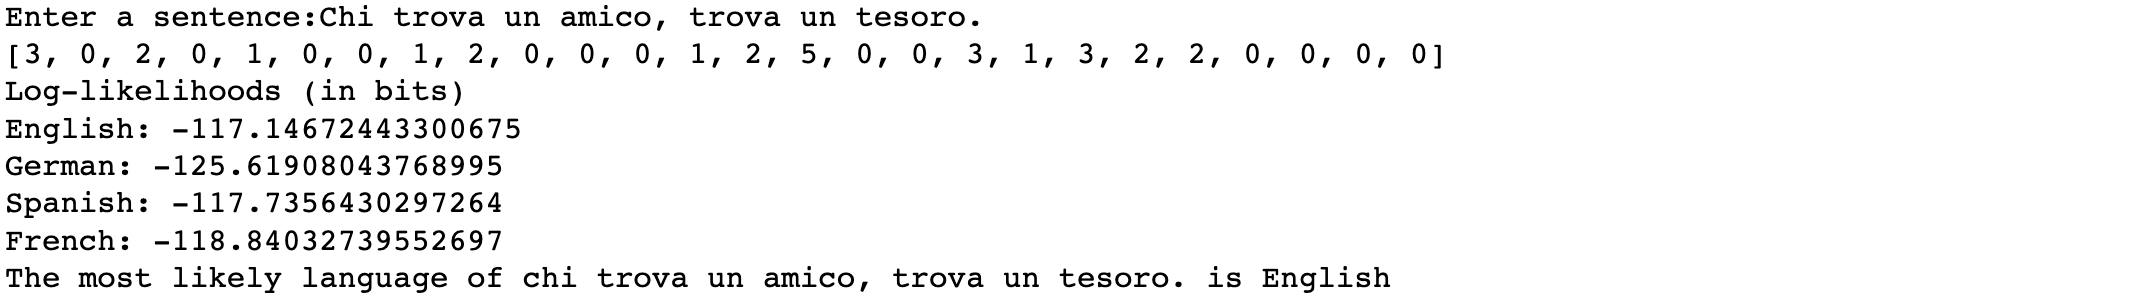 Enter a sentence:Chi trova un amico, trova un tesoro.
[3, 0, 2, 0, 1, 0, 0, 1, 2, 0, 0, 0, 1, 2, 5, 0, 0, 3, 1, 3, 2, 2, 0, 0, 0, 0]
Log-likelihoods (in bits)
English: -117.14672443300675
German: -125.61908043768995
Spanish: -117.7356430297264
French: -118.84032739552697
The most likely language of chi trova un amico, trova un tesoro. is English